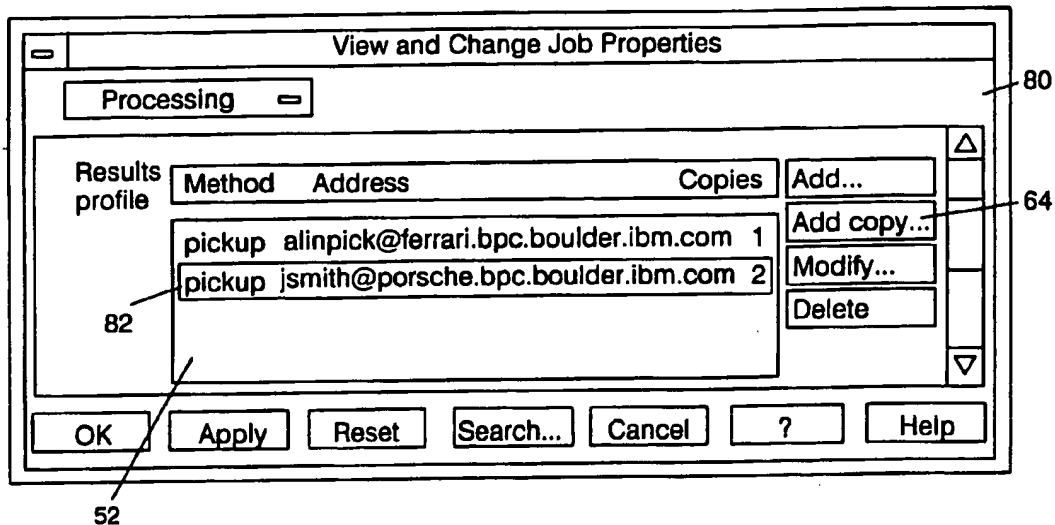 View and Change Job Properties
Processing
80
Results profile
Method Address Copies
Add...
64
Add copy...
pickup alinpick@ferrari.bpc.boulder.ibm.com 1
pickup jsmith@porsche.bpc.boulder.ibm.com 2
Modify...
82
Delete
OK Apply Reset Search... Cancel ? Help
52